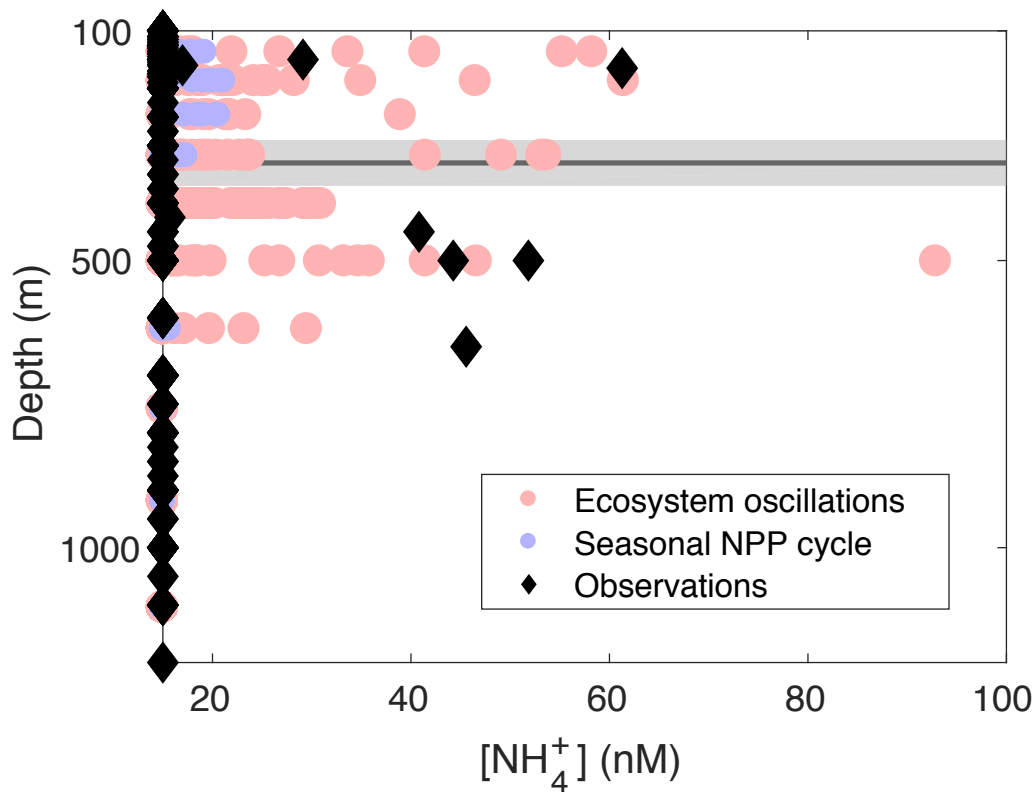 100
500
1000
Depth (m)
Ecosystem oscillations
Seasonal NPP cycle
Observations
20 40 60 80 100
[NH₄⁺] (nM)